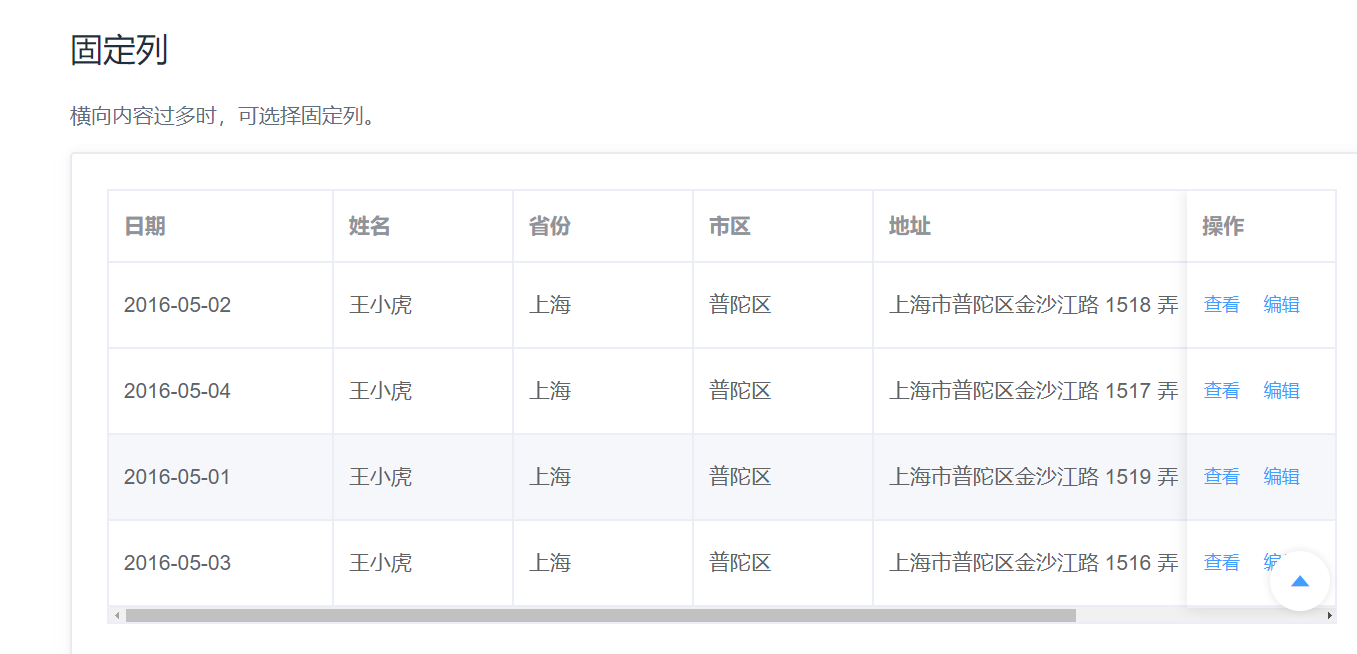 固定列
横向内容过多时，可选择固定列。
日期 姓名 省份 市区 地址 操作
2016-05-02 王小虎 上海 普陀区 上海市普陀区金沙江路 1518 弄 查看 编辑
2016-05-04 王小虎 上海 普陀区 上海市普陀区金沙江路 1517 弄 查看 编辑
2016-05-01 王小虎 上海 普陀区 上海市普陀区金沙江路 1519 弄 查看 编辑
2016-05-03 王小虎 上海 普陀区 上海市普陀区金沙江路 1516 弄 查看